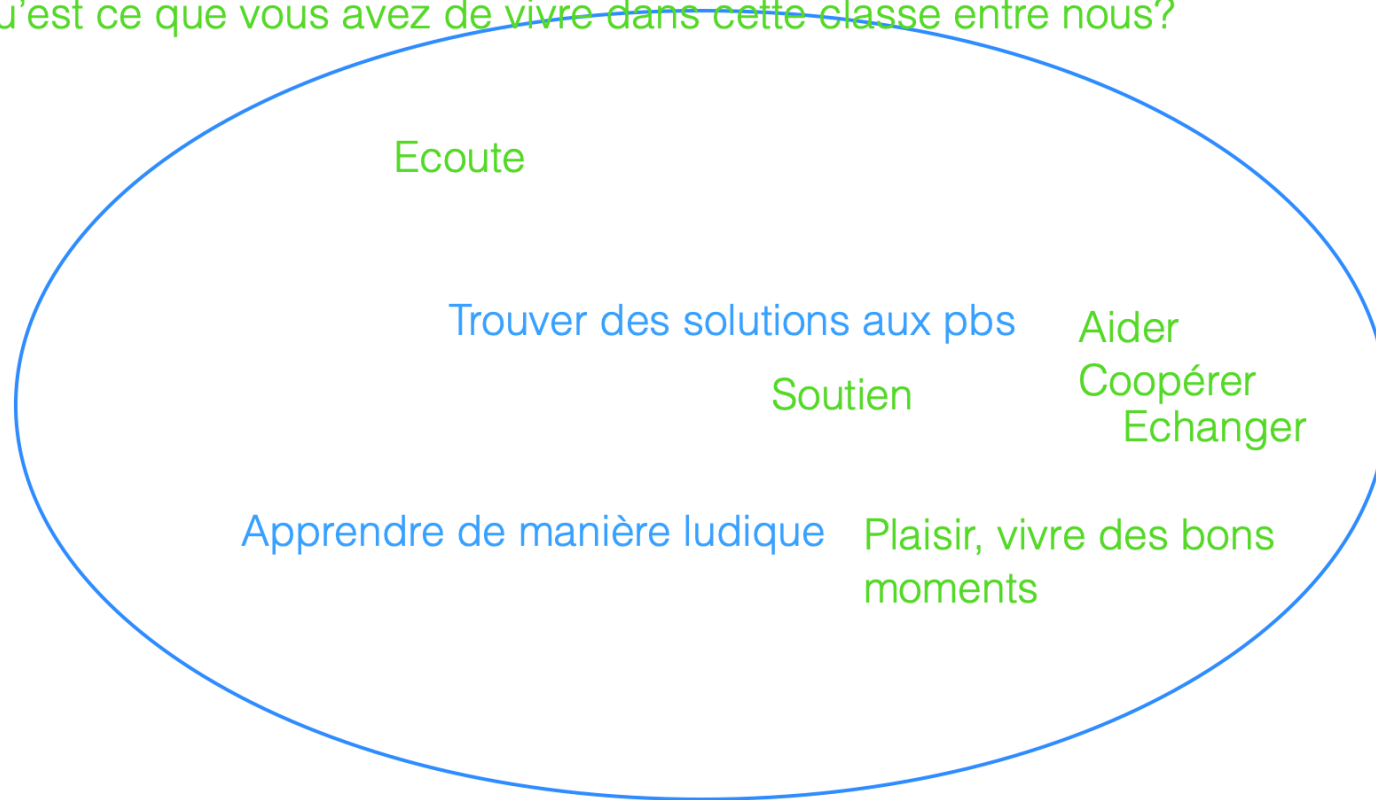 u'est ce que vous avez de vivre dans cette classe entre nous?
Ecoute
Trouver des solutions aux pbs
Aider
Soutien
Coopérer
Echanger
Apprendre de manière ludique
Plaisir, vivre des bons
moments